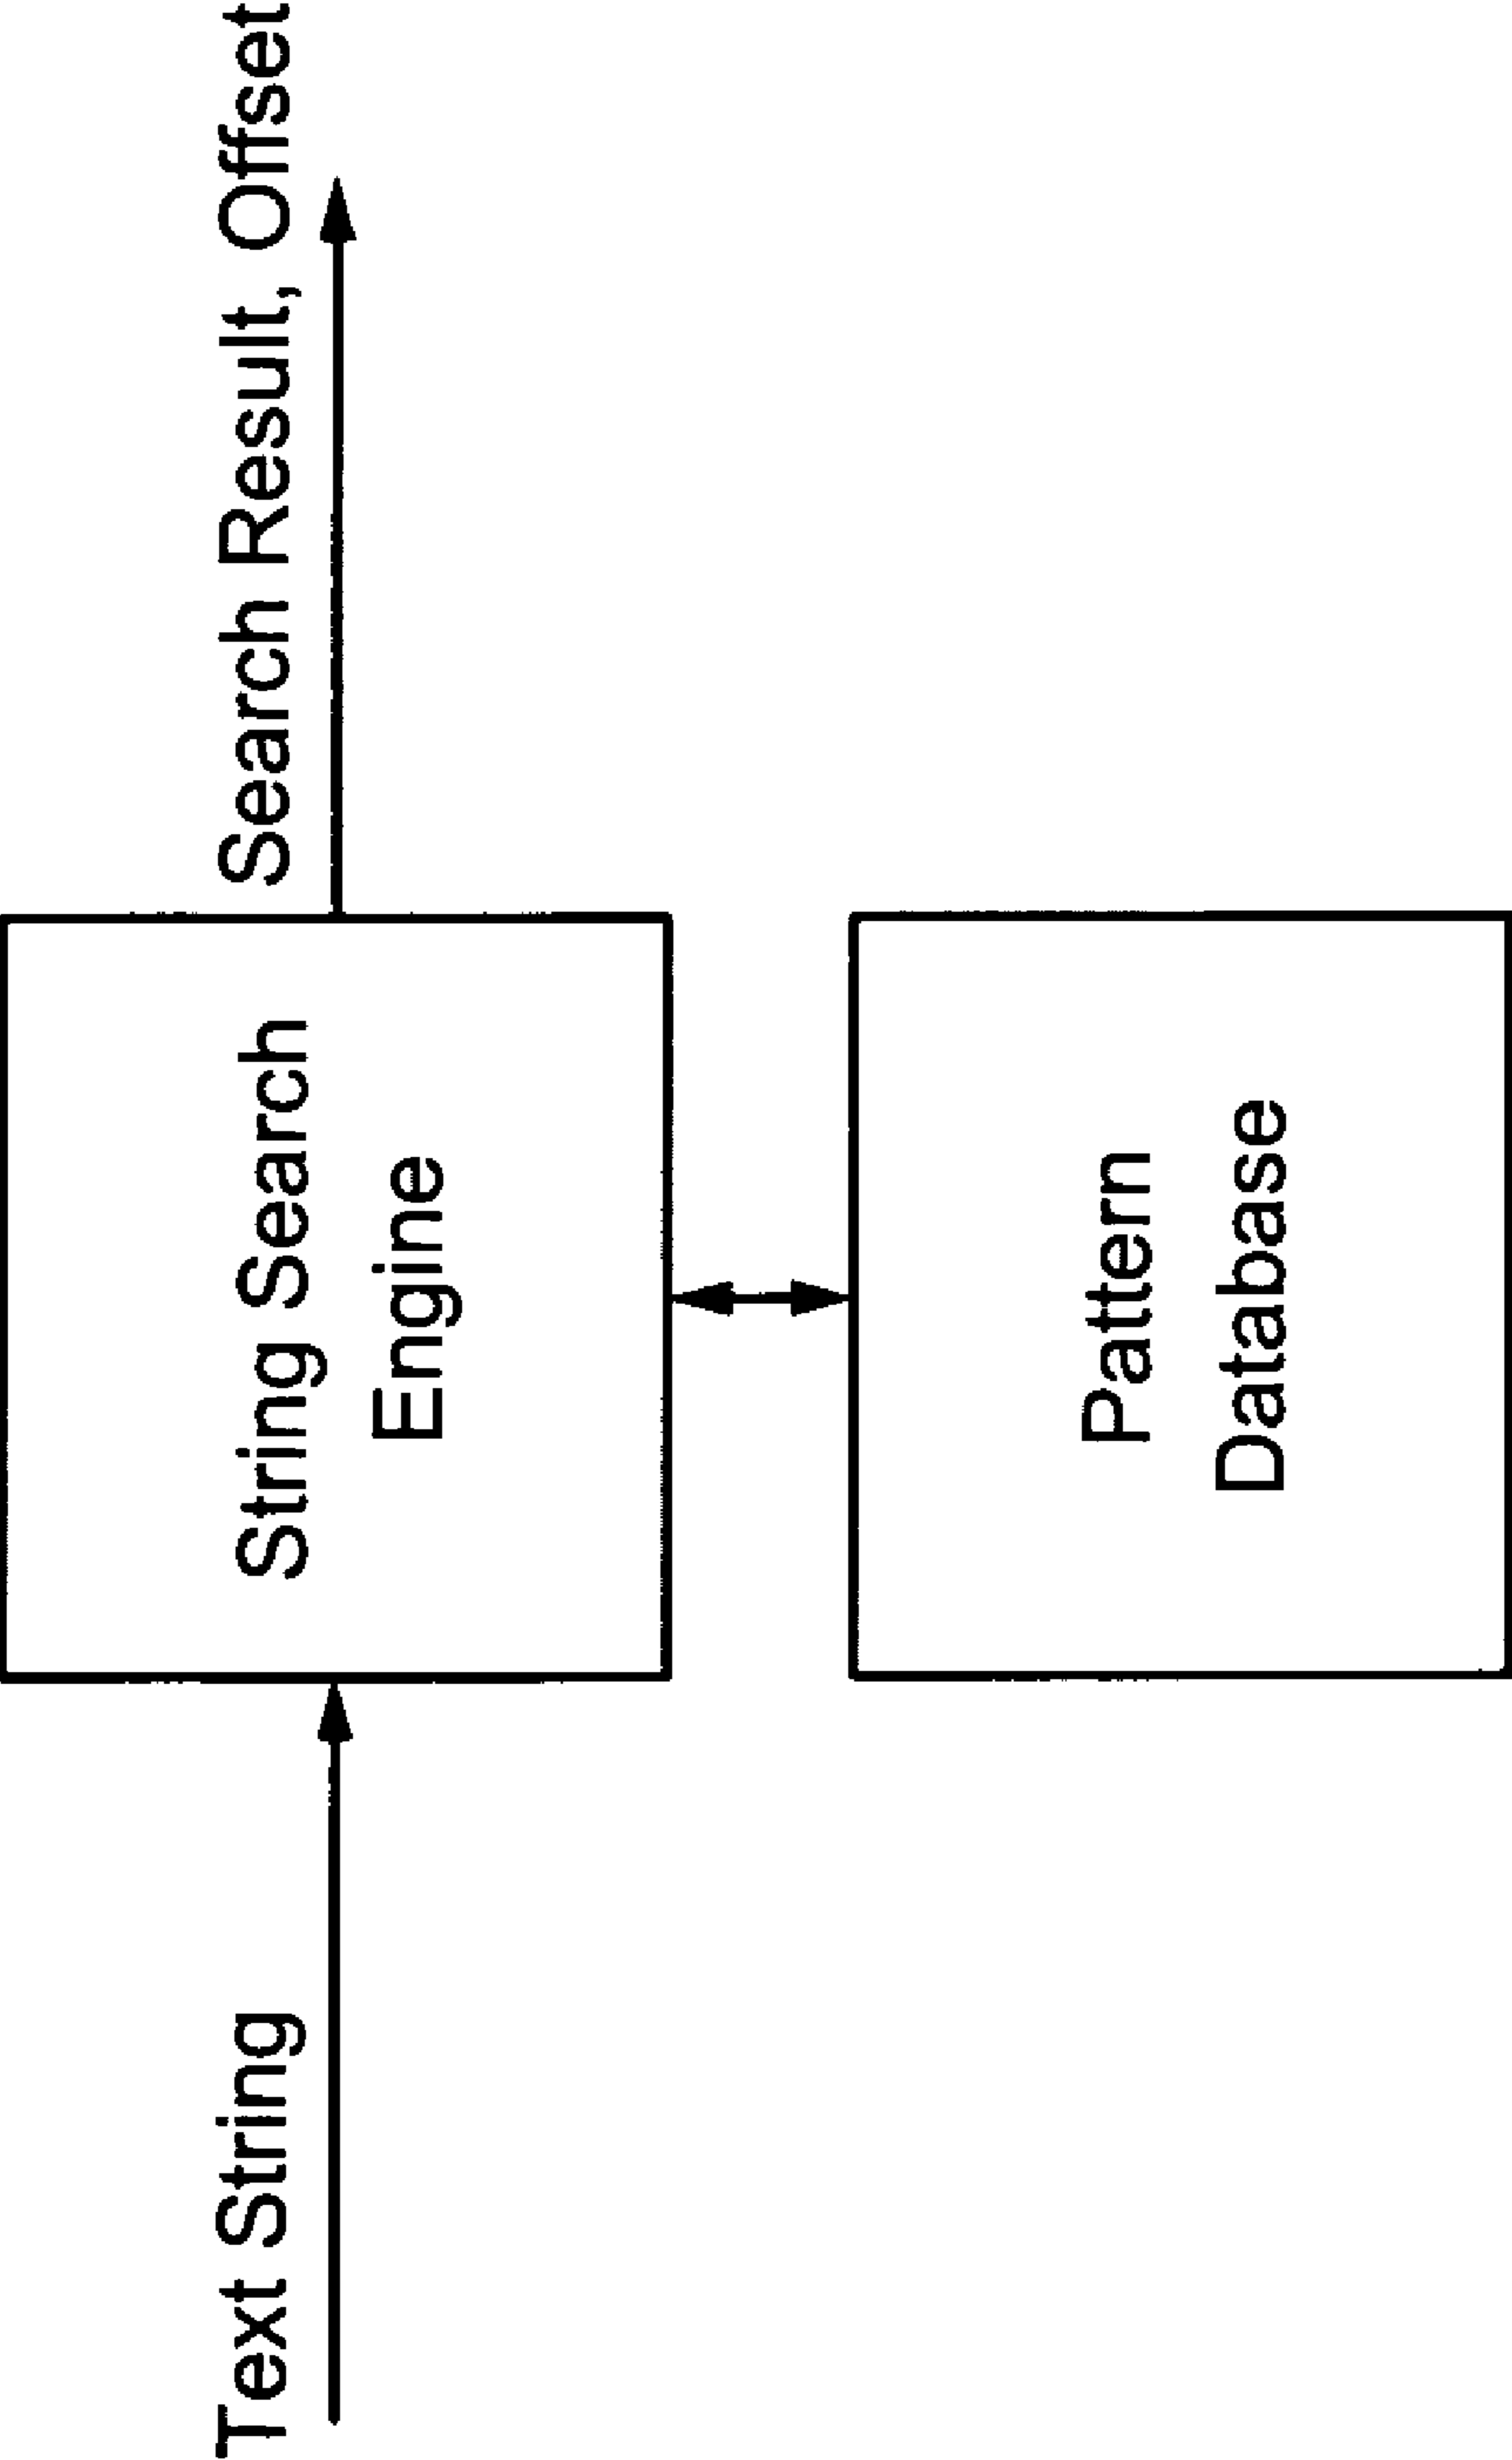 Text String
String Search
Engine
Search Result, Offset
Pattern
Database